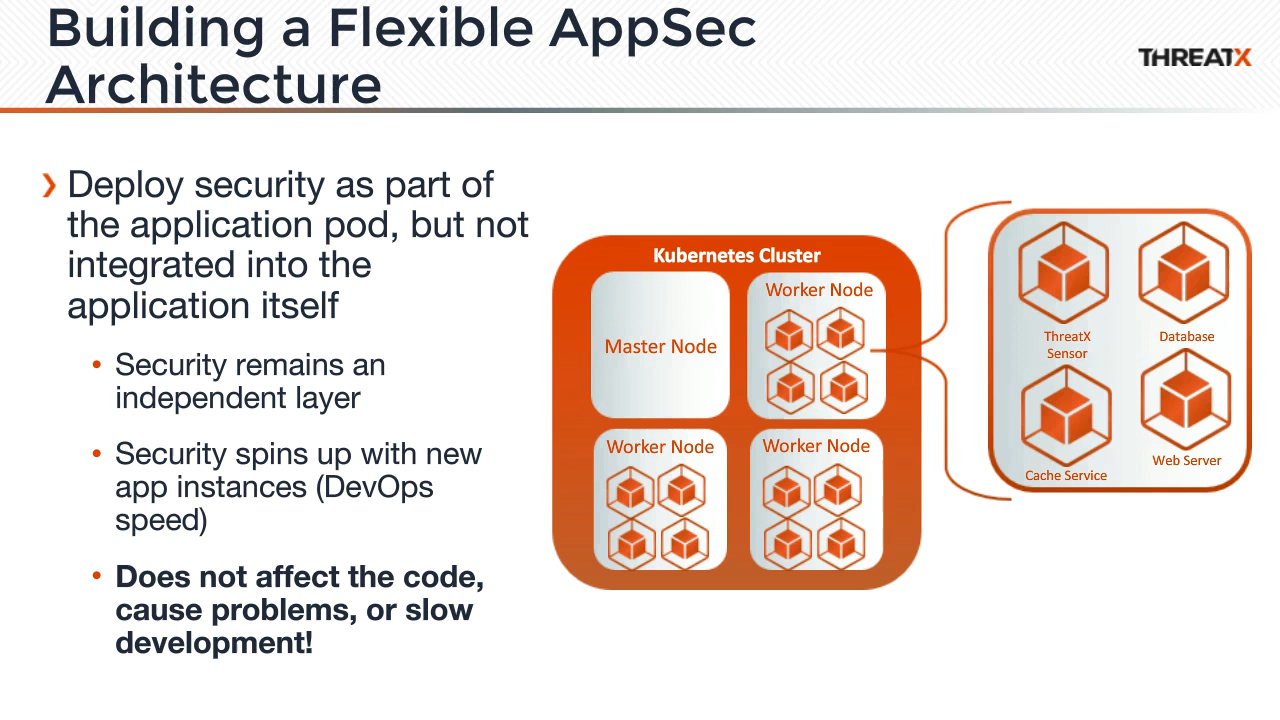 Building a Flexible AppSec
Architecture
THREATX
❯ Deploy security as part of
the application pod, but not
integrated into the
application itself
• Security remains an
independent layer
• Security spins up with new
app instances (DevOps
speed)
• Does not affect the code,
cause problems, or slow
development!
Kubernetes Cluster
Master Node
Worker Node
Worker Node
Worker Node
ThreatX
Sensor
Database
Cache Service
Web Server